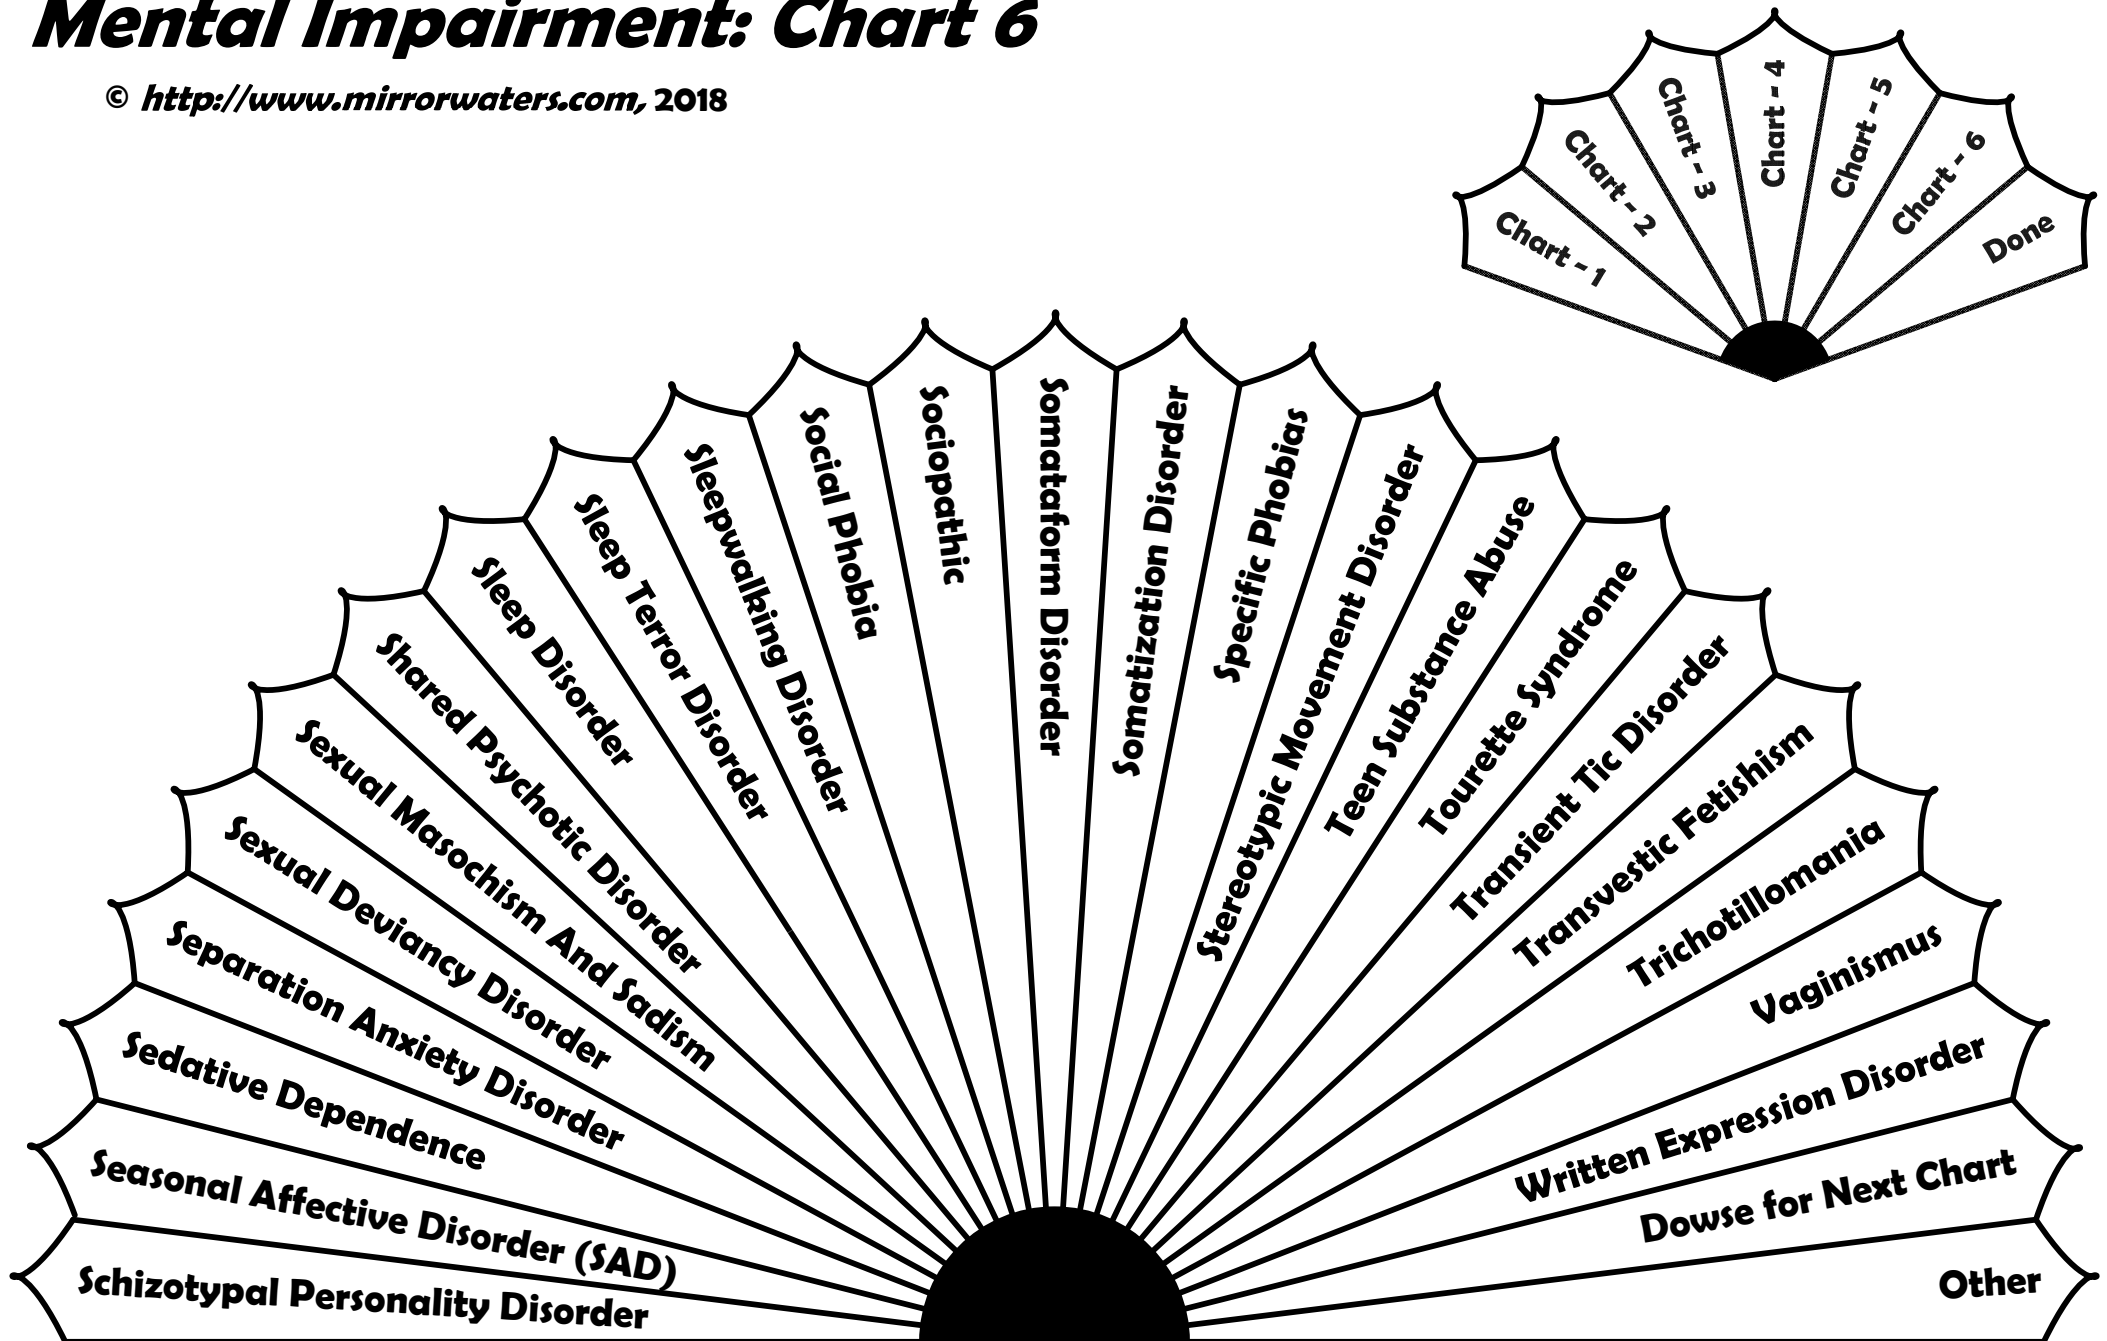 Mental Impairment: Chart 6
© http://www.mirrorwaters.com, 2018
Chart - 1
Chart - 2
Chart - 3
Chart - 4
Chart - 5
Chart - 6
Done
Schizotypal Personality Disorder
Seasonal Affective Disorder (SAD)
Sedative Dependence
Separation Anxiety Disorder
Sexual Deviancy Disorder
Sexual Masochism And Sadism
Shared Psychotic Disorder
Sleep Disorder
Sleep Terror Disorder
Sleepwalking Disorder
Social Phobia
Sociopathic
Somataform Disorder
Somatization Disorder
Specific Phobias
Stereotypic Movement Disorder
Teen Substance Abuse
Tourette Syndrome
Transient Tic Disorder
Transvestic Fetishism
Trichotillomania
Vaginismus
Written Expression Disorder
Dowse for Next Chart
Other